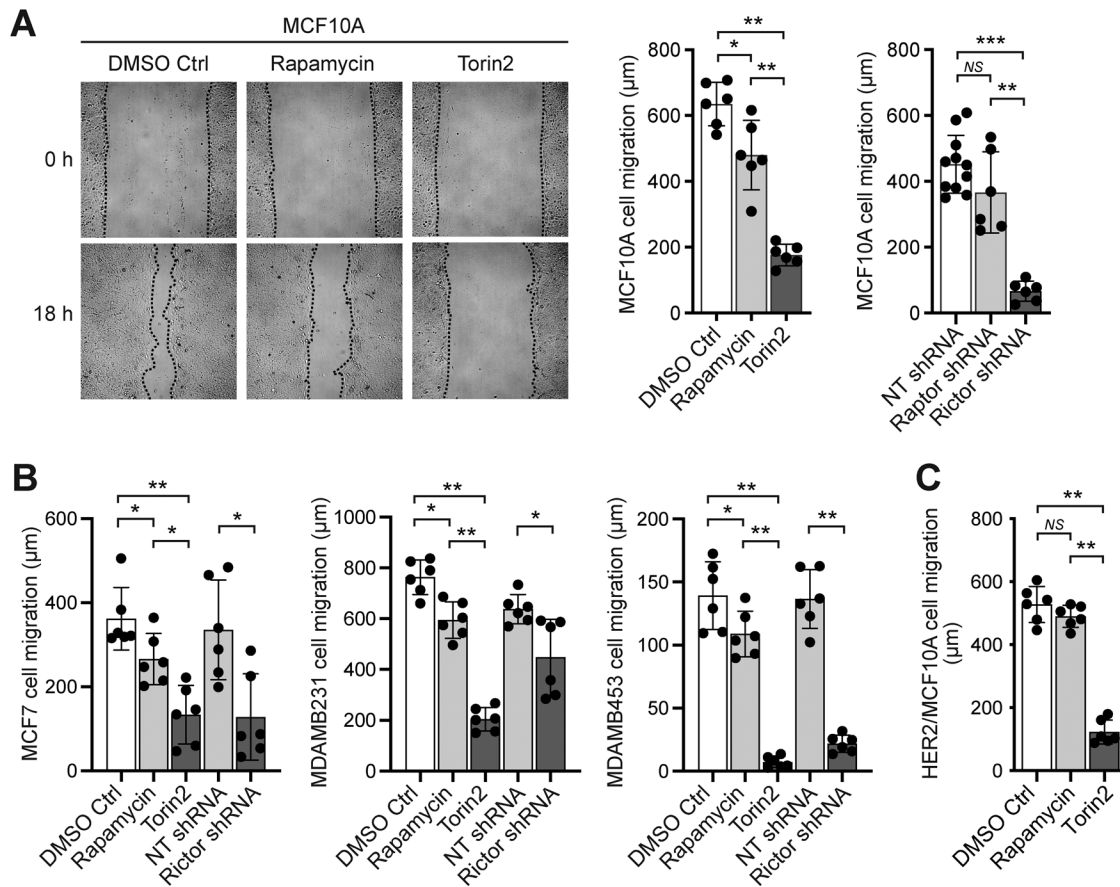 A
MCF10A
DMSO Ctrl
Rapamycin
Torin2
0 h
18 h
MCF10A cell migration (μm)
800
600
400
200
0
**
*
**
DMSO Ctrl
Rapamycin
Torin2
MCF10A cell migration (μm)
800
600
400
200
0
***
NS
**
NT shRNA
Raptor shRNA
Rictor shRNA
B
MCF7 cell migration (μm)
600
400
200
0
**
*
*
*
DMSO Ctrl
Rapamycin
Torin2
NT shRNA
Rictor shRNA
MDAMB231 cell migration (μm)
1000
800
600
400
200
0
**
*
**
*
DMSO Ctrl
Rapamycin
Torin2
NT shRNA
Rictor shRNA
MDAMB453 cell migration (μm)
200
150
100
50
0
**
*
**
**
DMSO Ctrl
Rapamycin
Torin2
NT shRNA
Rictor shRNA
C
HER2/MCF10A cell migration
(μm)
800
600
400
200
0
**
NS
**
DMSO Ctrl
Rapamycin
Torin2